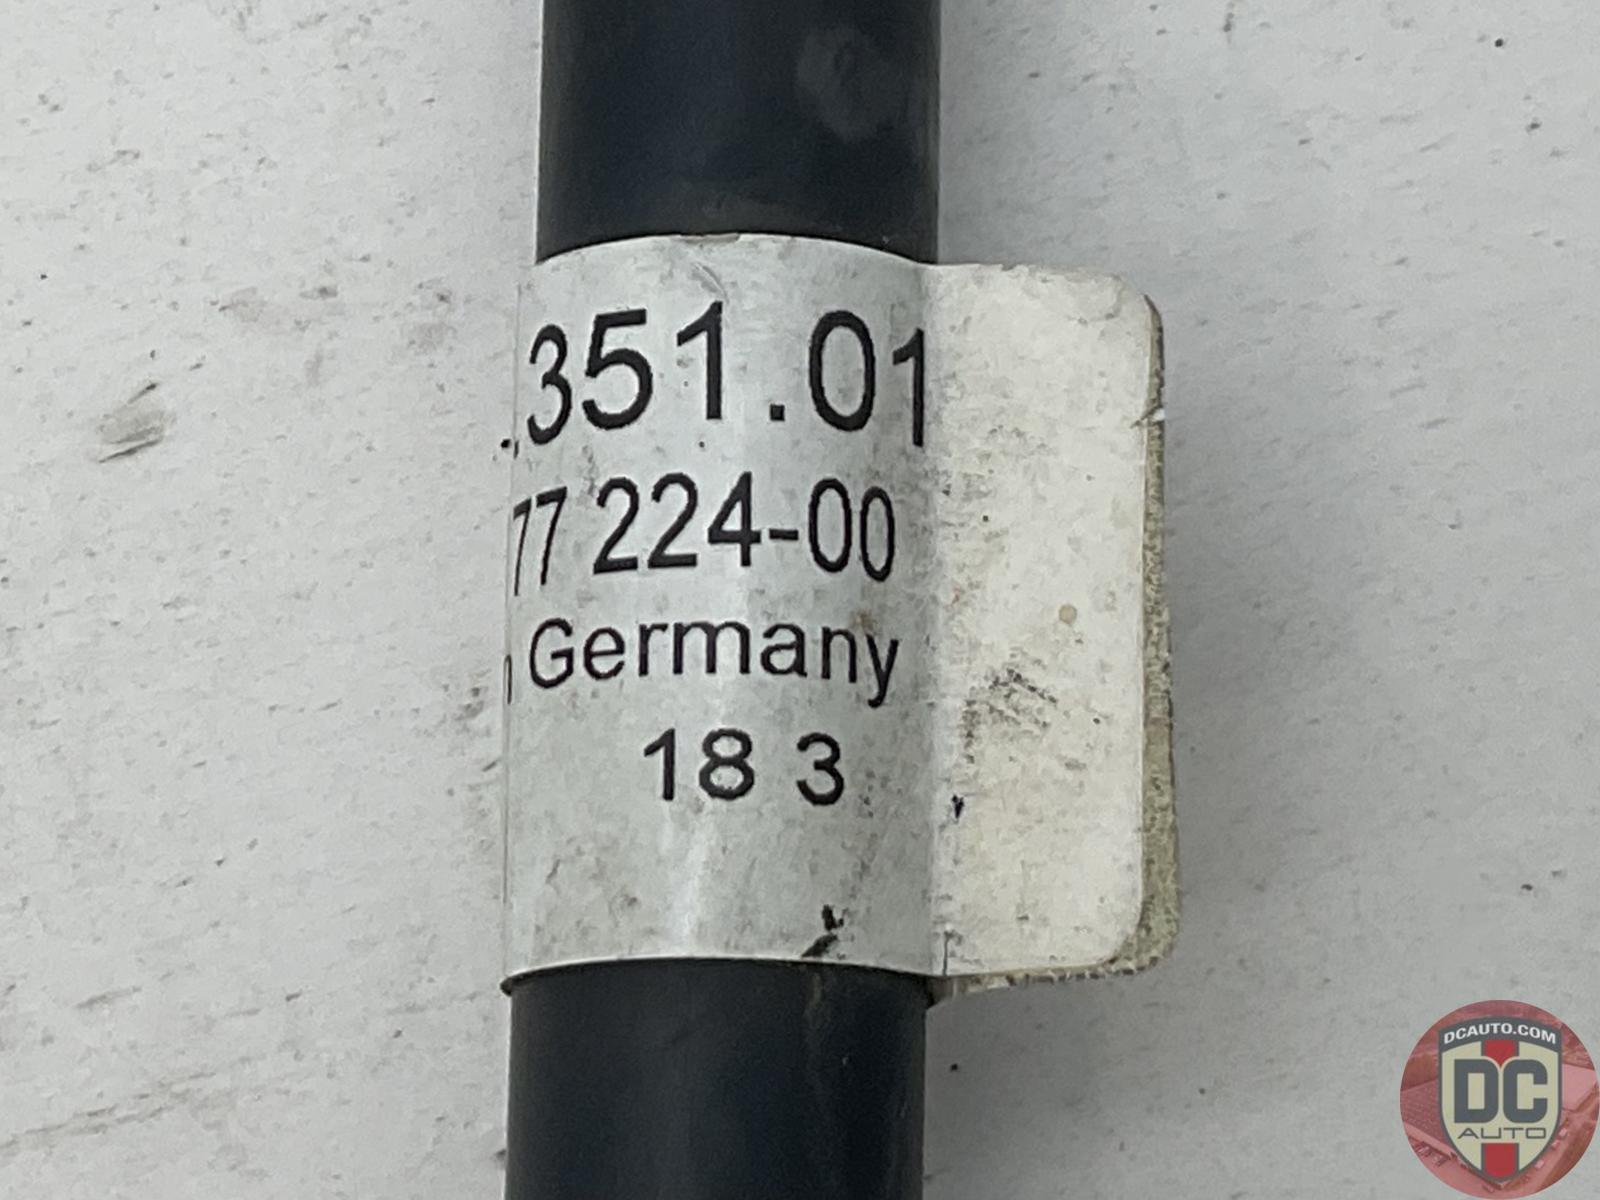 .351.01
77 224-00
n Germany
18 3
DCAUTO.COM
DC
AUTO